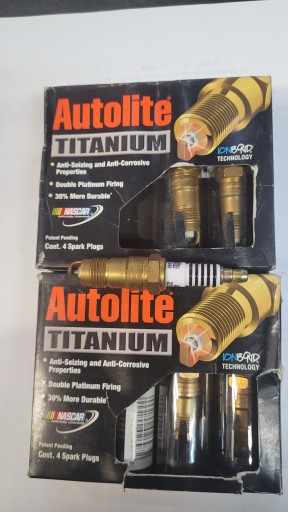 Autolite
TITANIUM
• Anti-Seizing and Anti-Corrosive
Properties
• Double Platinum Firing
• 30% More Durable*
IONBOND
TECHNOLOGY
NASCAR
Patent Pending
Cont. 4 Spark Plugs
Autolite
TITANIUM
• Anti-Seizing and Anti-Corrosive
Properties
• Double Platinum Firing
• 30% More Durable*
IONBOND
TECHNOLOGY
NASCAR
Patent Pending
Cont. 4 Spark Plugs